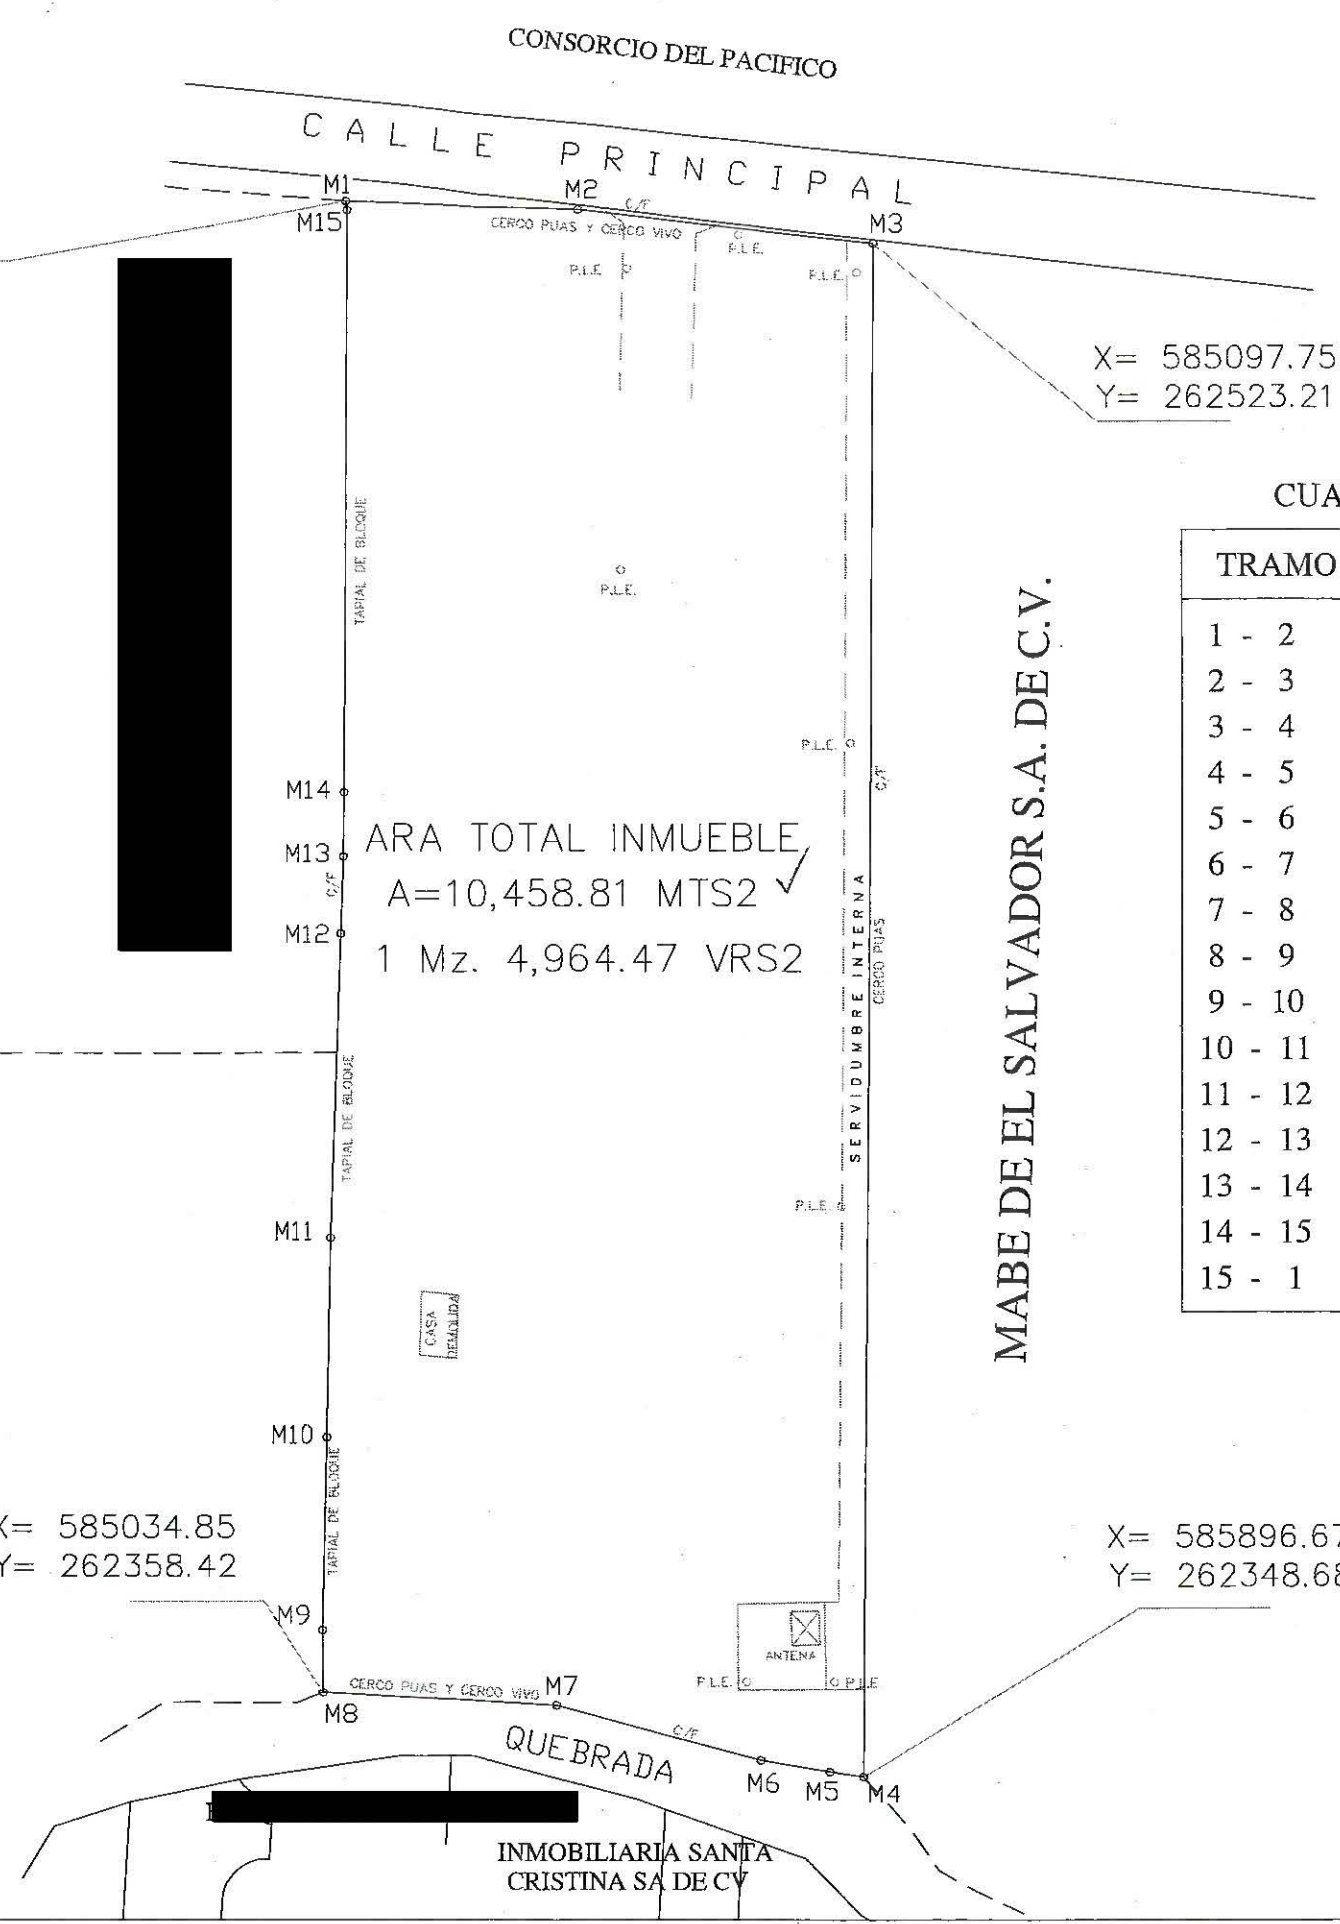 CONSORCIO DEL PACIFICO
CALLE PRINCIPAL
M1
M2
C/F
M15
CERCO PUAS Y CERCO VIVO
M3
P.L.E.
P.L.E.
P.L.E.
X= 585097.75
Y= 262523.21
CUA
TRAMO
1 - 2
2 - 3
3 - 4
4 - 5
5 - 6
6 - 7
7 - 8
8 - 9
9 - 10
10 - 11
11 - 12
12 - 13
13 - 14
14 - 15
15 - 1
TAPIAL DE BLOQUE
P.L.E.
MABE DE EL SALVADOR S.A. DE C.V.
P.L.E.
C/F
M14
ARA TOTAL INMUEBLE
M13
A=10,458.81 MTS2
C/F
M12
1 Mz. 4,964.47 VRS2
SERVIDUMBRE INTERNA
CERCO PUAS
TAPIAL DE BLOQUE
P.L.E.
M11
CASA
DEMOLIDA
M10
TAPIAL DE BLOQUE
X= 585034.85
Y= 262358.42
X= 585896.67
Y= 262348.68
M9
ANTENA
P.L.E.
P.L.E
CERCO PUAS Y CERCO VIVO
M7
M8
C/F
QUEBRADA
M6
M5
M4
INMOBILIARIA SANTA
CRISTINA SA DE CV